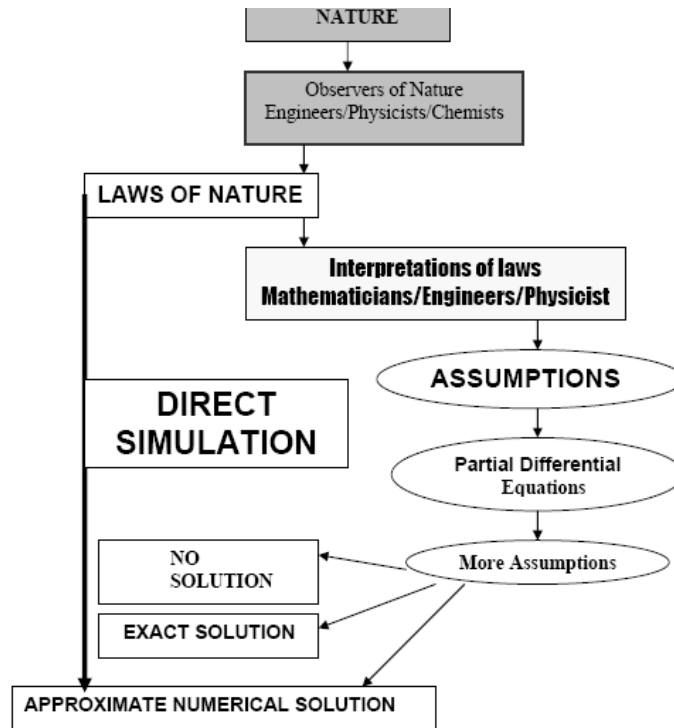 NATURE
Observers of Nature
Engineers/Physicists/Chemists
LAWS OF NATURE
Interpretations of laws
Mathematicians/Engineers/Physicist
ASSUMPTIONS
DIRECT
SIMULATION
Partial Differential
Equations
More Assumptions
NO
SOLUTION
EXACT SOLUTION
APPROXIMATE NUMERICAL SOLUTION